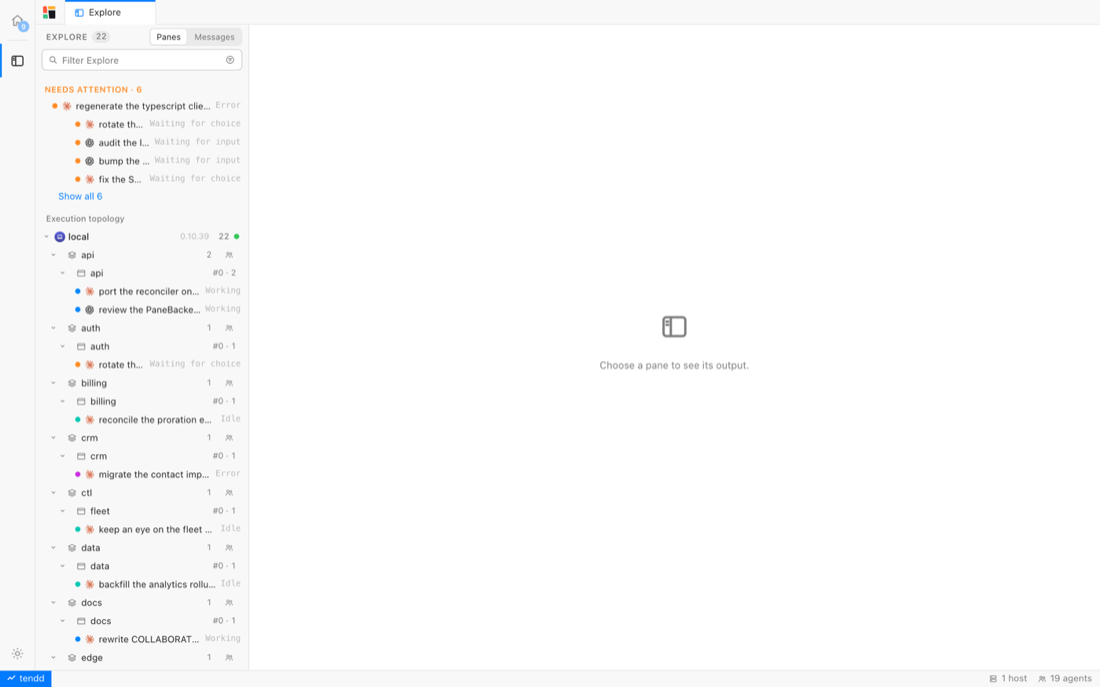 Explore
9
EXPLORE 22 Panes Messages
Filter Explore
NEEDS ATTENTION · 6
regenerate the typescript clie... Error
rotate th... Waiting for choice
audit the l... Waiting for input
bump the ... Waiting for input
fix the S... Waiting for choice
Show all 6
Execution topology
local 0.10.39 22
api 2
api #0 · 2
port the reconciler on... Working
review the PaneBacke... Working
auth 1
auth #0 · 1
rotate th... Waiting for choice
billing 1
billing #0 · 1
reconcile the proration e... Idle
crm 1
crm #0 · 1
migrate the contact imp... Error
ctl 1
fleet #0 · 1
keep an eye on the fleet ... Idle
data 1
data #0 · 1
backfill the analytics rollu... Idle
docs 1
docs #0 · 1
rewrite COLLABORAT... Working
edge 1
Choose a pane to see its output.
tendd
1 host 19 agents